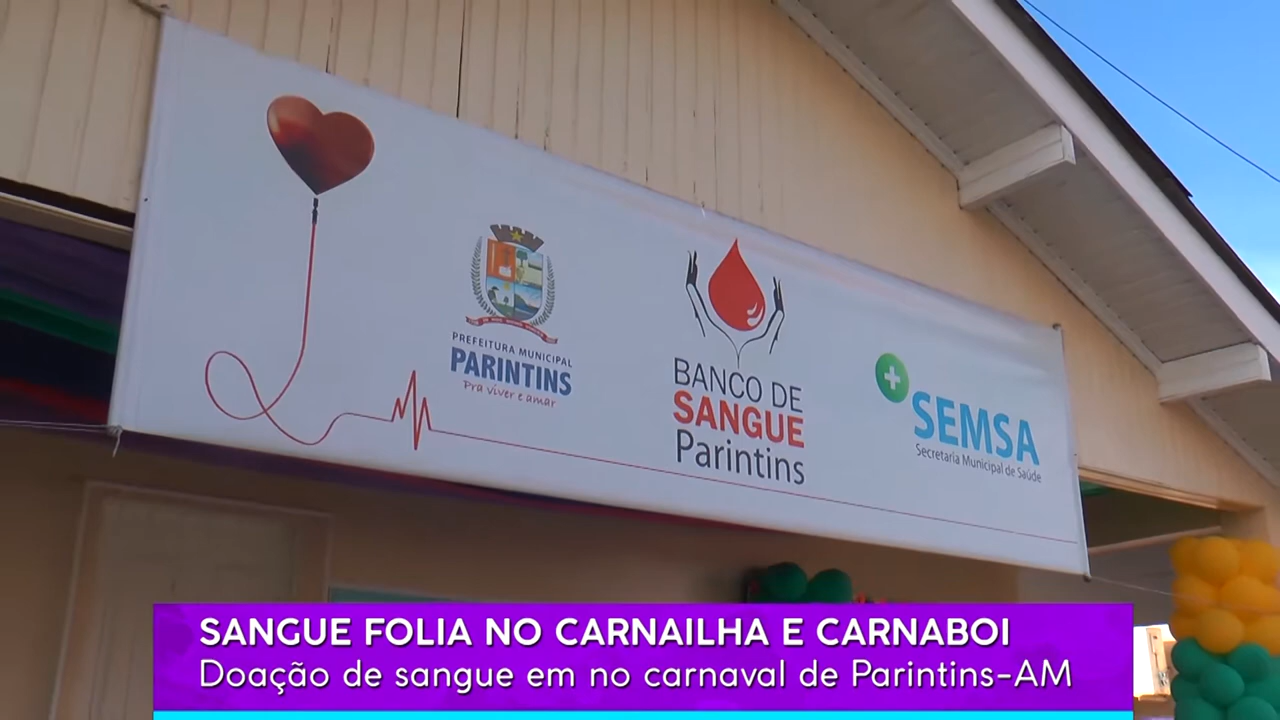 PREFEITURA MUNICIPAL
PARINTINS
Pra viver e amar
BANCO DE
SANGUE
Parintins
SEMSA
Secretaria Municipal de Saúde
SANGUE FOLIA NO CARNAILHA E CARNABOI
Doação de sangue em no carnaval de Parintins-AM